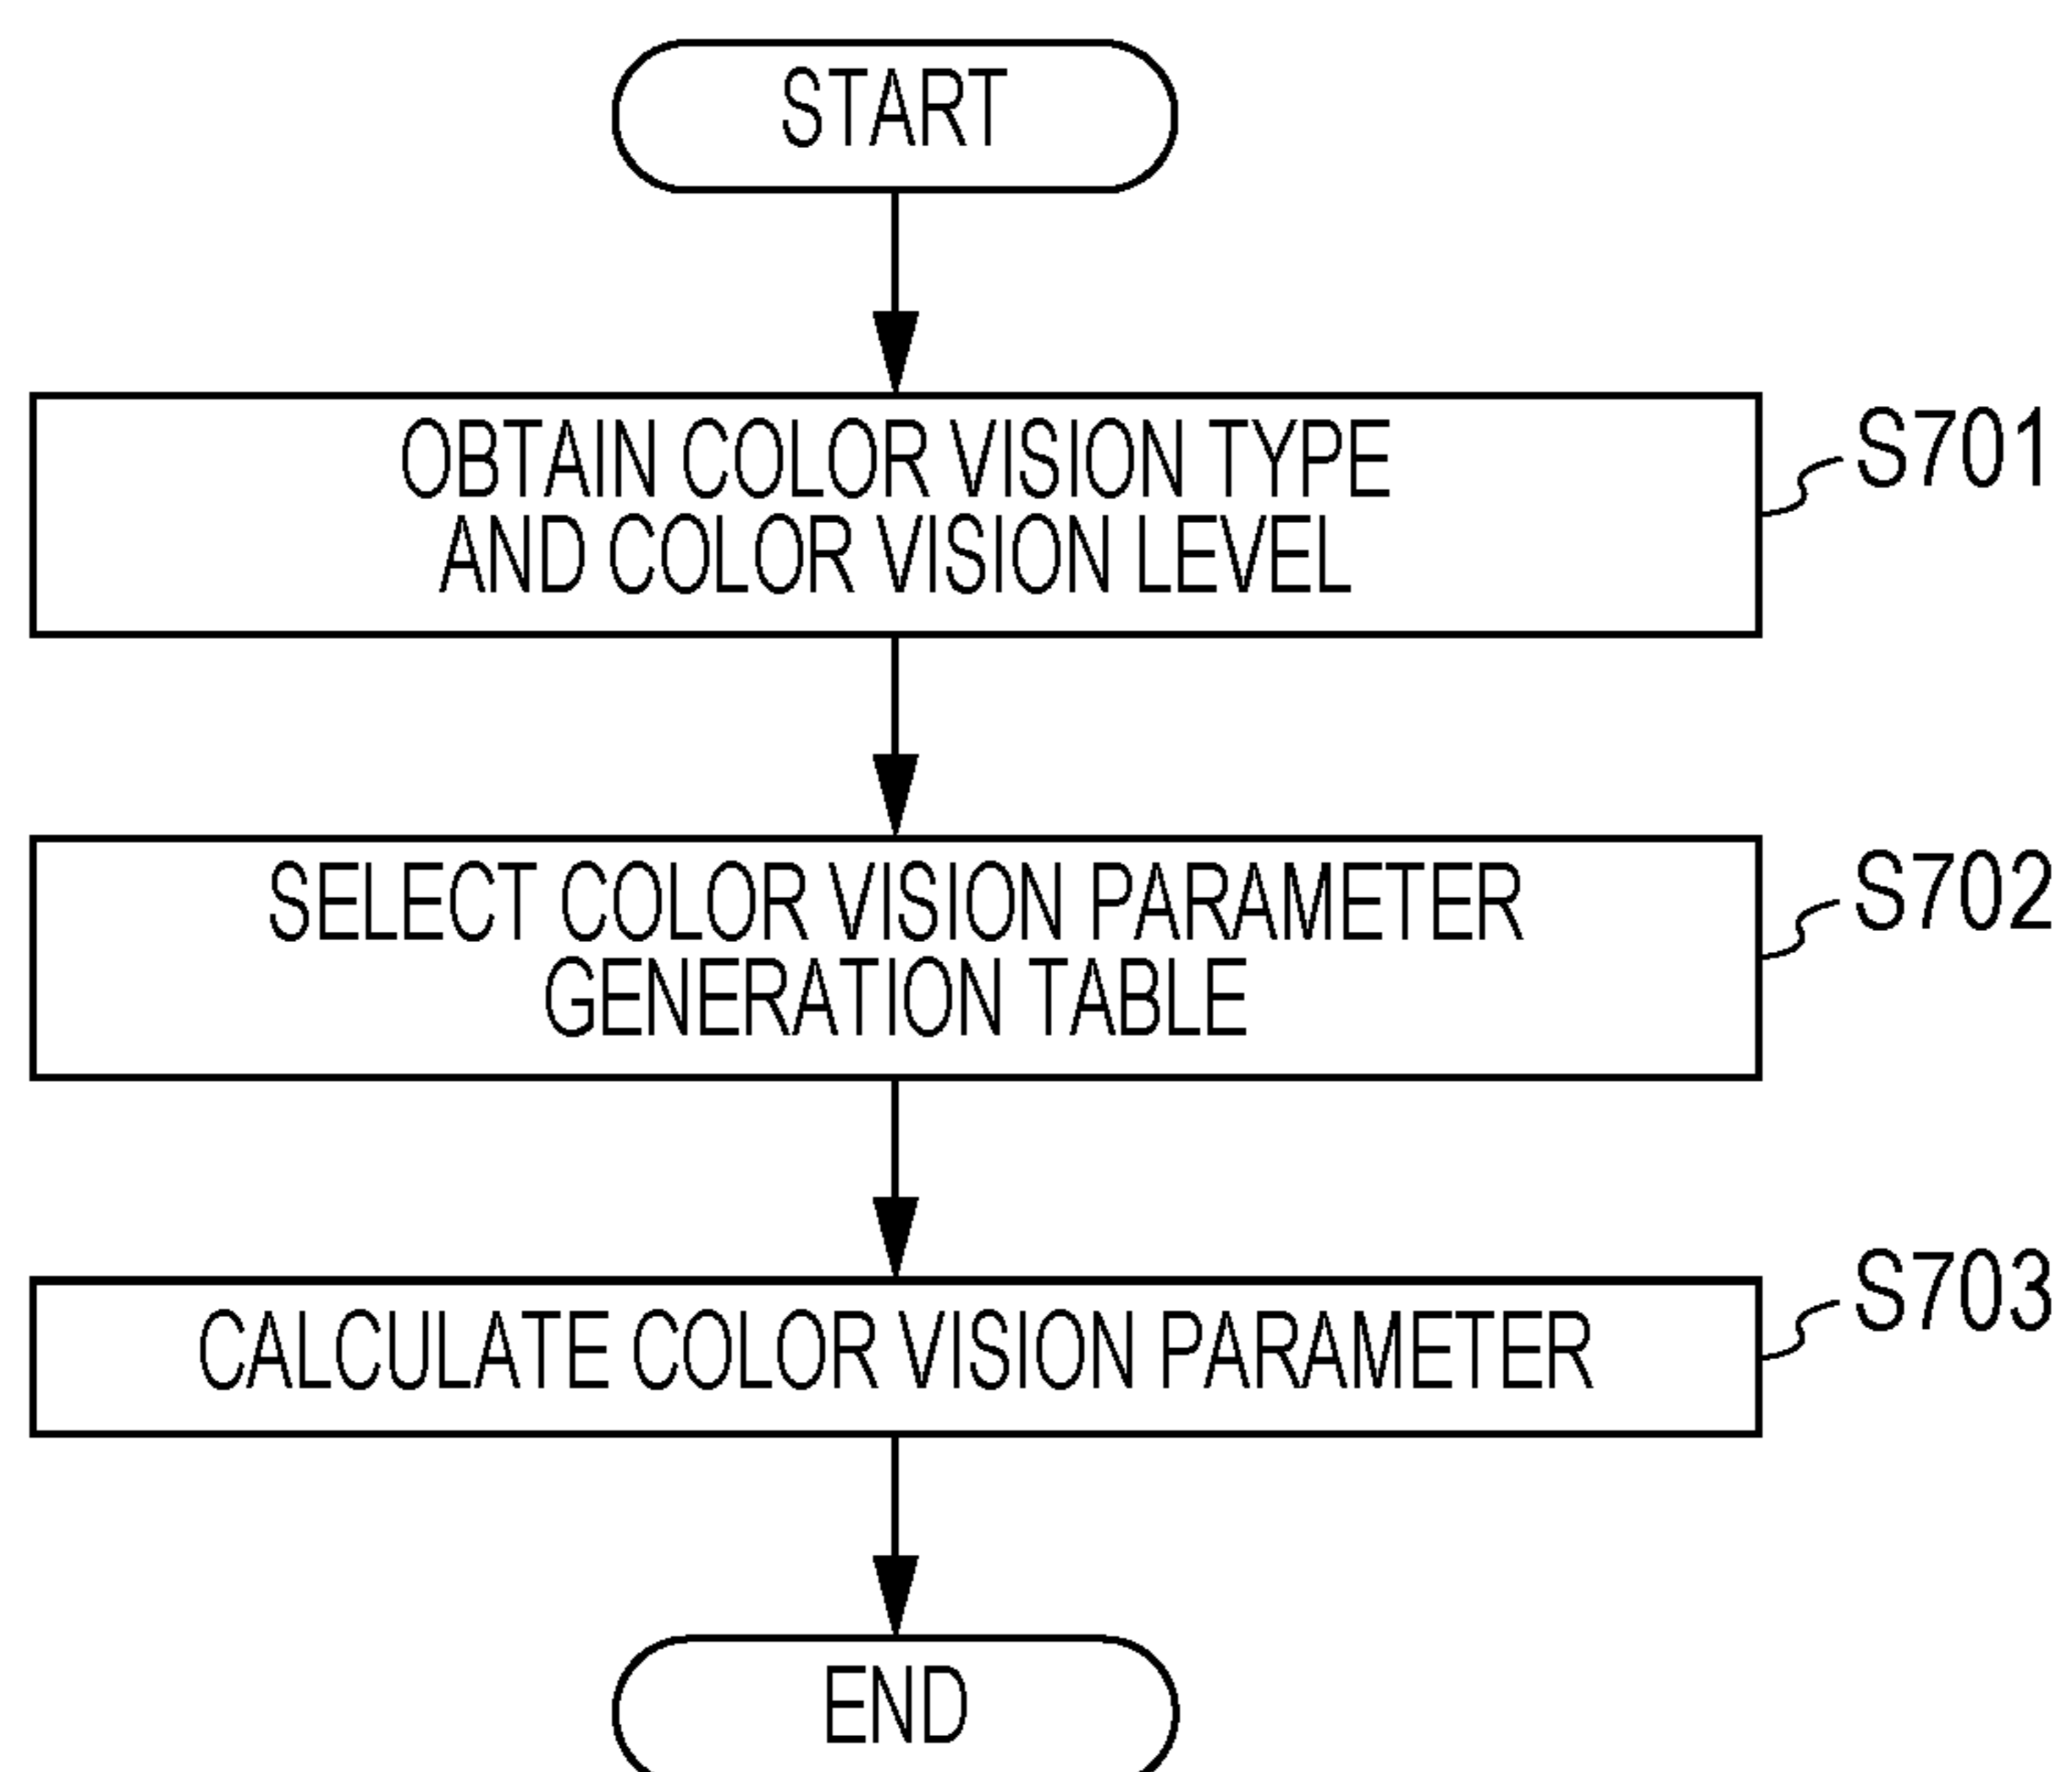 START
OBTAIN COLOR VISION TYPE
AND COLOR VISION LEVEL
S701
SELECT COLOR VISION PARAMETER
GENERATION TABLE
S702
CALCULATE COLOR VISION PARAMETER
S703
END